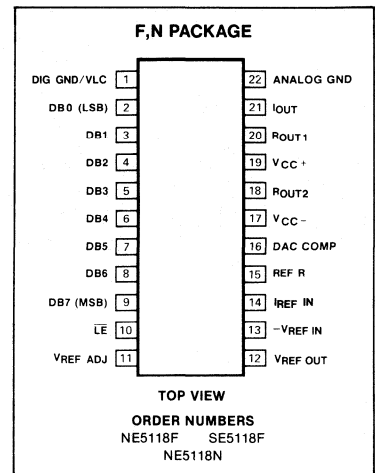 F,N PACKAGE
DIG GND/VLC 1
22 ANALOG GND
DB0 (LSB) 2
21 IOUT
DB1 3
20 ROUT1
DB2 4
19 VCC +
DB3 5
18 ROUT2
DB4 6
17 VCC −
DB5 7
16 DAC COMP
DB6 8
15 REF R
DB7 (MSB) 9
14 IREF IN
LE 10
13 −VREF IN
VREF ADJ 11
12 VREF OUT
TOP VIEW
ORDER NUMBERS
NE5118F SE5118F
NE5118N